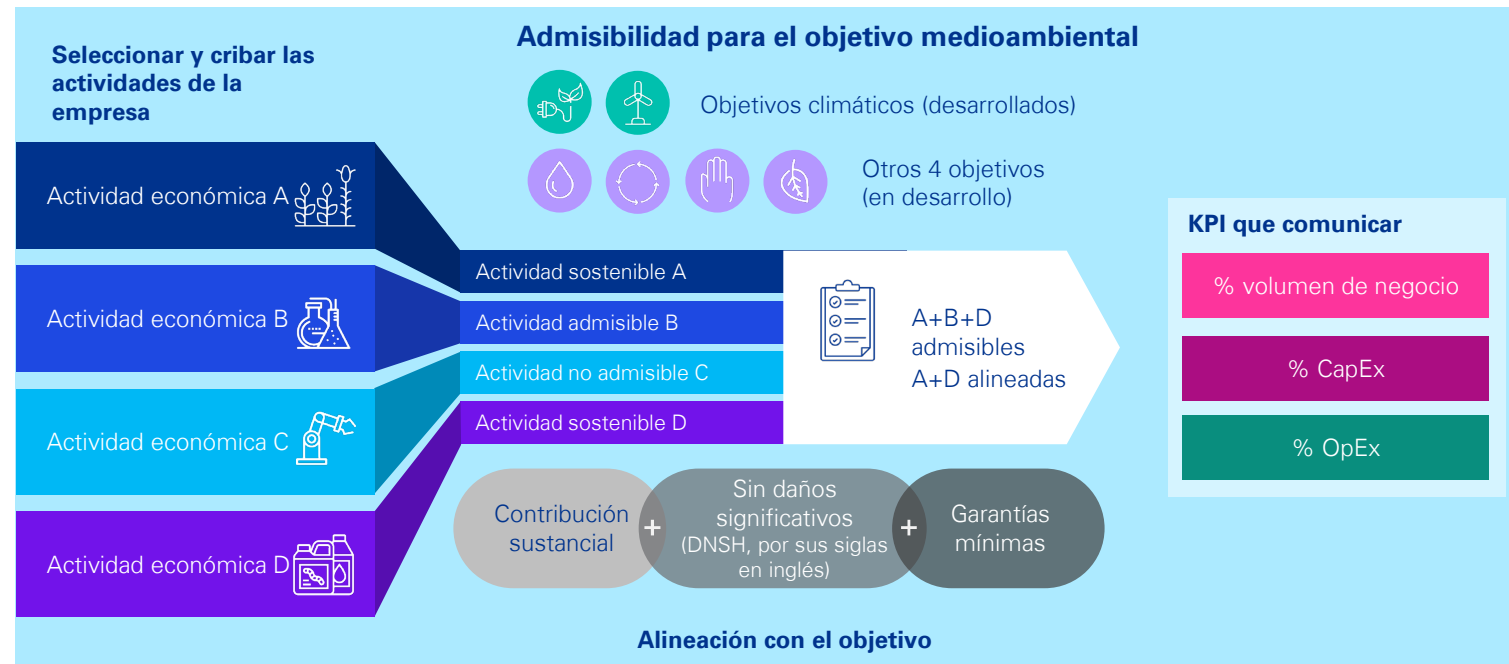 Seleccionar y cribar las
actividades de la
empresa
Admisibilidad para el objetivo medioambiental
Objetivos climáticos (desarrollados)
Otros 4 objetivos
(en desarrollo)
Actividad económica A
Actividad económica B
Actividad económica C
Actividad económica D
Actividad sostenible A
Actividad admisible B
Actividad no admisible C
Actividad sostenible D
A+B+D
admisibles
A+D alineadas
KPI que comunicar
% volumen de negocio
% CapEx
% OpEx
Contribución
sustancial
+
Sin daños
significativos
(DNSH, por sus siglas
en inglés)
+
Garantías
mínimas
Alineación con el objetivo